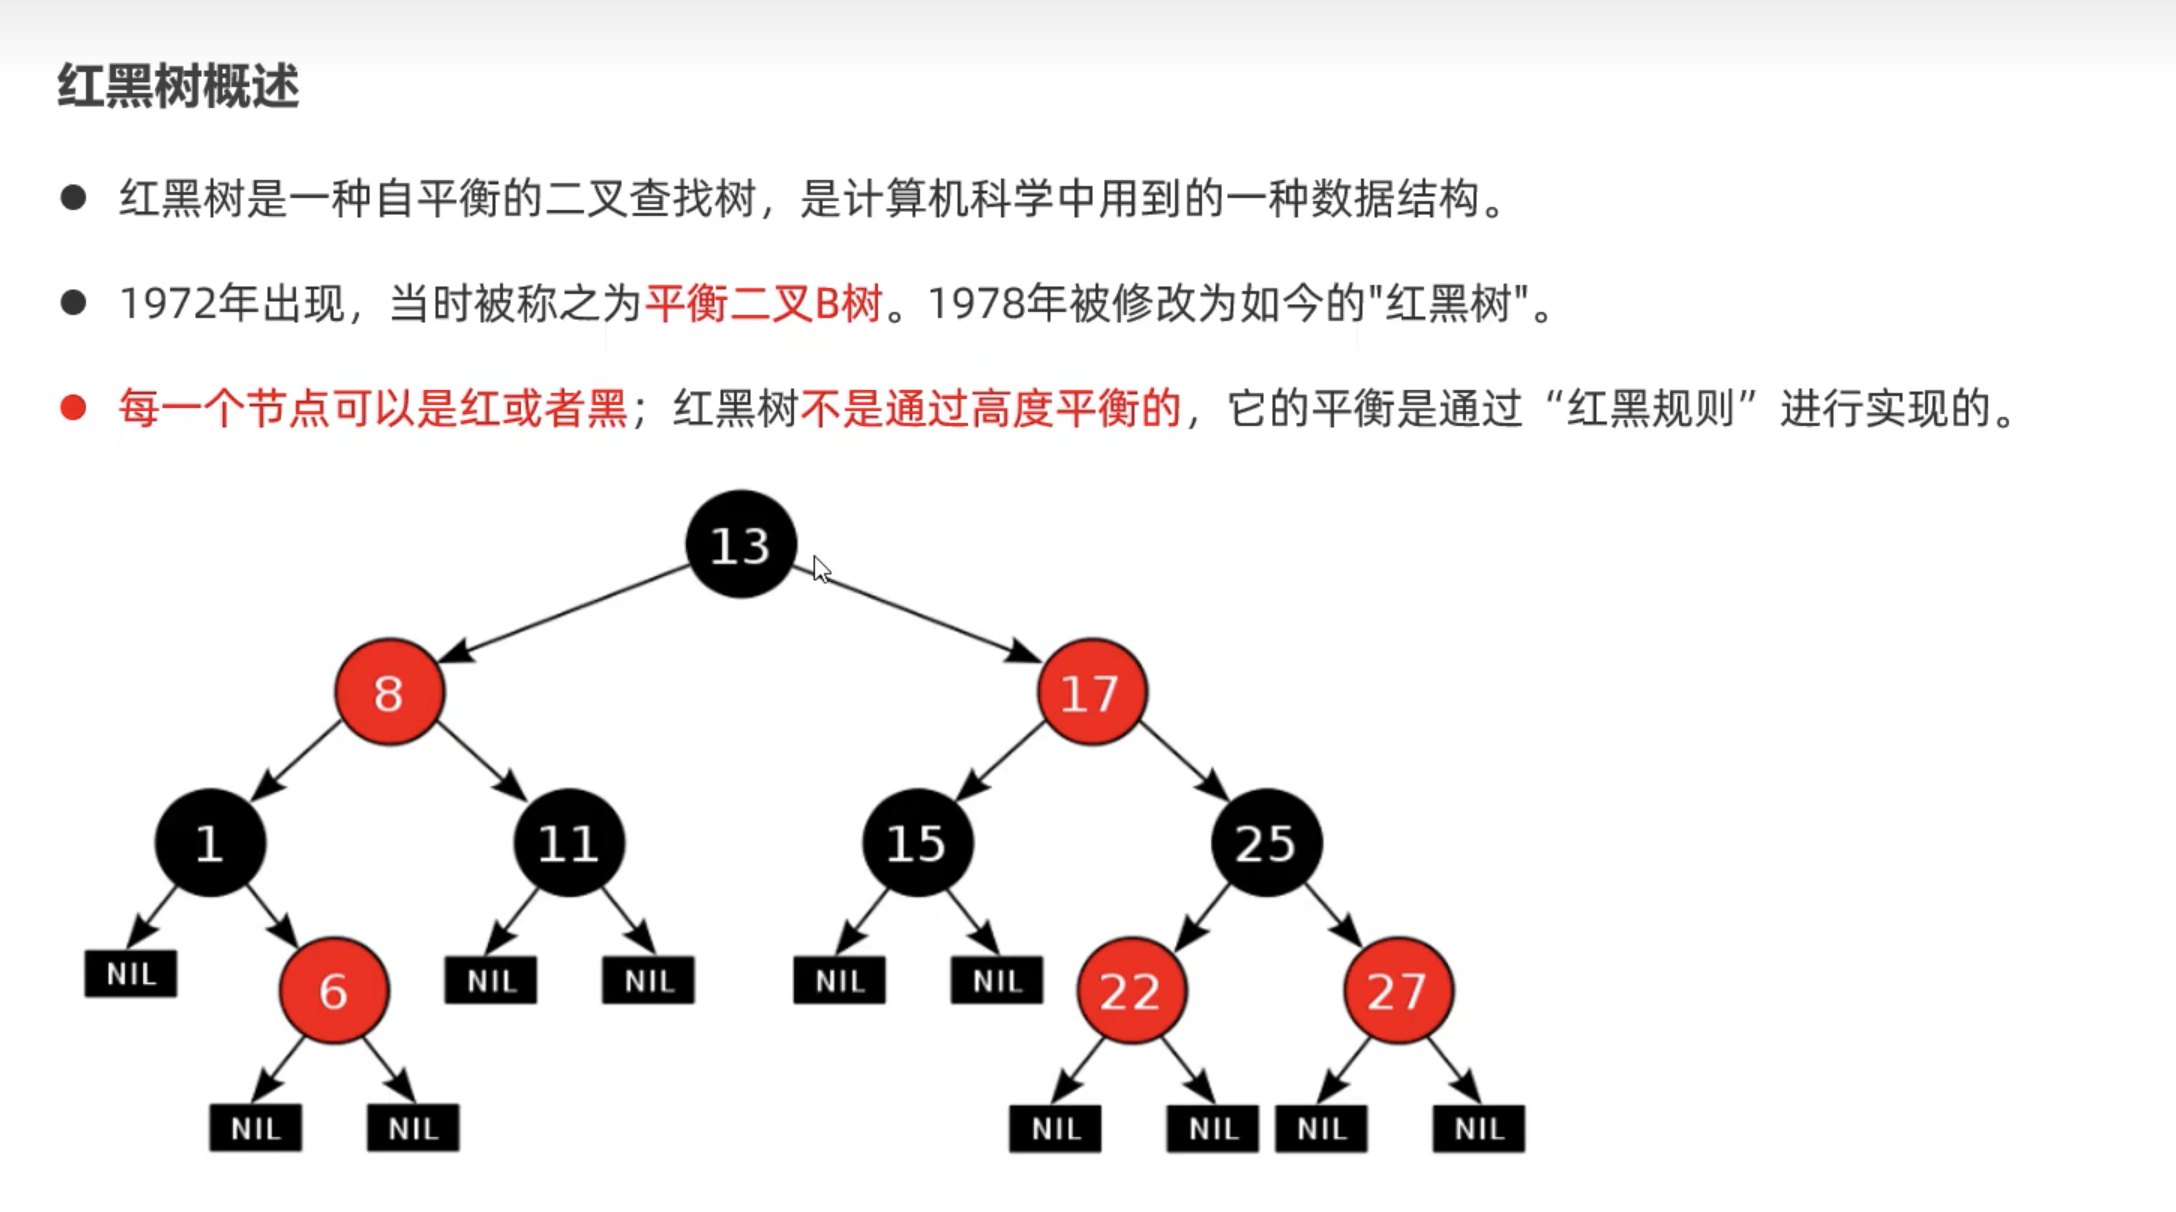 红黑树概述
红黑树是一种自平衡的二叉查找树，是计算机科学中用到的一种数据结构。
1972年出现，当时被称之为平衡二叉B树。1978年被修改为如今的"红黑树"。
每一个节点可以是红或者黑；红黑树不是通过高度平衡的，它的平衡是通过“红黑规则”进行实现的。
13
8 17
1 11 15 25
NIL 6 NIL NIL NIL NIL 22 27
NIL NIL NIL NIL NIL NIL